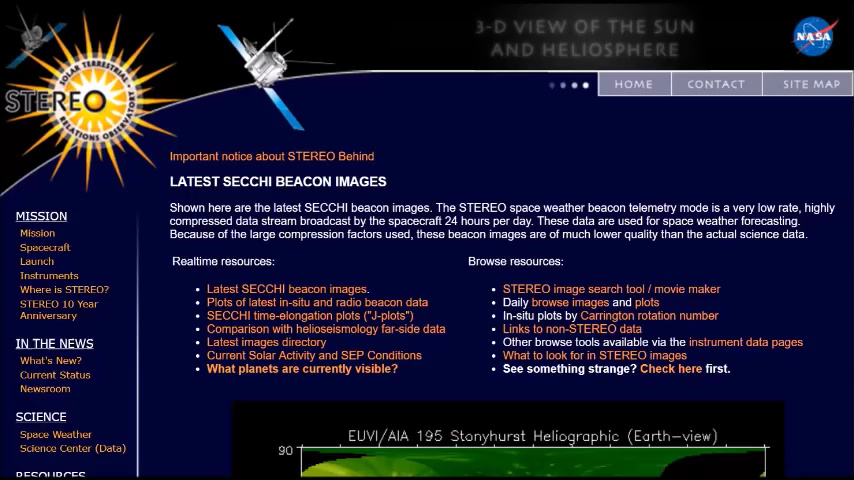 3-D VIEW OF THE SUN
AND HELIOSPHERE
NASA
SOLAR TERRESTRIAL
STEREO
RELATIONS OBSERVATORY
HOME
CONTACT
SITE MAP
Important notice about STEREO Behind
LATEST SECCHI BEACON IMAGES
Shown here are the latest SECCHI beacon images. The STEREO space weather beacon telemetry mode is a very low rate, highly
compressed data stream broadcast by the spacecraft 24 hours per day. These data are used for space weather forecasting.
Because of the large compression factors used, these beacon images are of much lower quality than the actual science data.
MISSION
Mission
Spacecraft
Launch
Instruments
Where is STEREO?
STEREO 10 Year
Anniversary
IN THE NEWS
What's New?
Current Status
Newsroom
SCIENCE
Space Weather
Science Center (Data)
RESOURCES
Realtime resources:
• Latest SECCHI beacon images.
• Plots of latest in-situ and radio beacon data
• SECCHI time-elongation plots ("J-plots")
• Comparison with helioseismology far-side data
• Latest images directory
• Current Solar Activity and SEP Conditions
• What planets are currently visible?
Browse resources:
• STEREO image search tool / movie maker
• Daily browse images and plots
• In-situ plots by Carrington rotation number
• Links to non-STEREO data
• Other browse tools available via the instrument data pages
• What to look for in STEREO images
• See something strange? Check here first.
EUVI/AIA 195 Stonyhurst Heliographic (Earth-view)
90